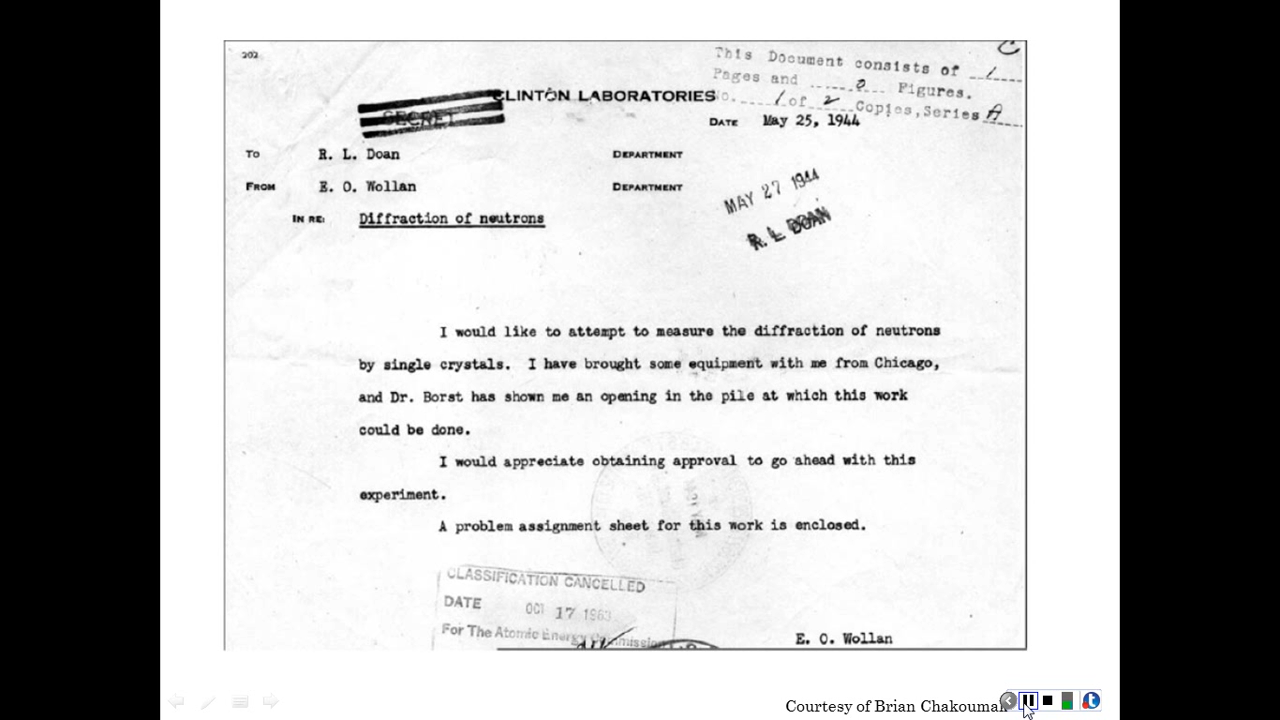 202
This Document consists of 1
Pages and 0 Figures.
No. 1 of 2 Copies, Series A
SECRET
CLINTON LABORATORIES
DATE May 25, 1944
TO R. L. Doan DEPARTMENT
FROM E. O. Wollan DEPARTMENT
MAY 27 1944
R. L. DOAN
IN RE: Diffraction of neutrons
I would like to attempt to measure the diffraction of neutrons
by single crystals. I have brought some equipment with me from Chicago,
and Dr. Borst has shown me an opening in the pile at which this work
could be done.
I would appreciate obtaining approval to go ahead with this
experiment.
A problem assignment sheet for this work is enclosed.
CLASSIFICATION CANCELLED
DATE OCT 17 1963
For The Atomic Energy Commission
E. O. Wollan
Courtesy of Brian Chakouma